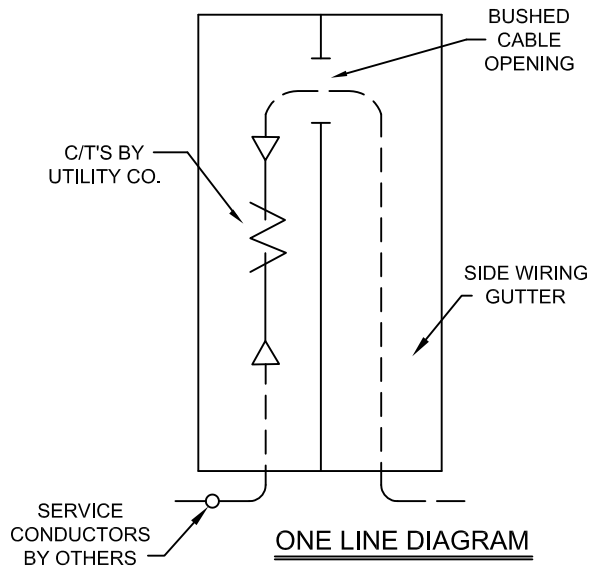 BUSHED
CABLE
OPENING
C/T'S BY
UTILITY CO.
SIDE WIRING
GUTTER
SERVICE
CONDUCTORS
BY OTHERS
ONE LINE DIAGRAM